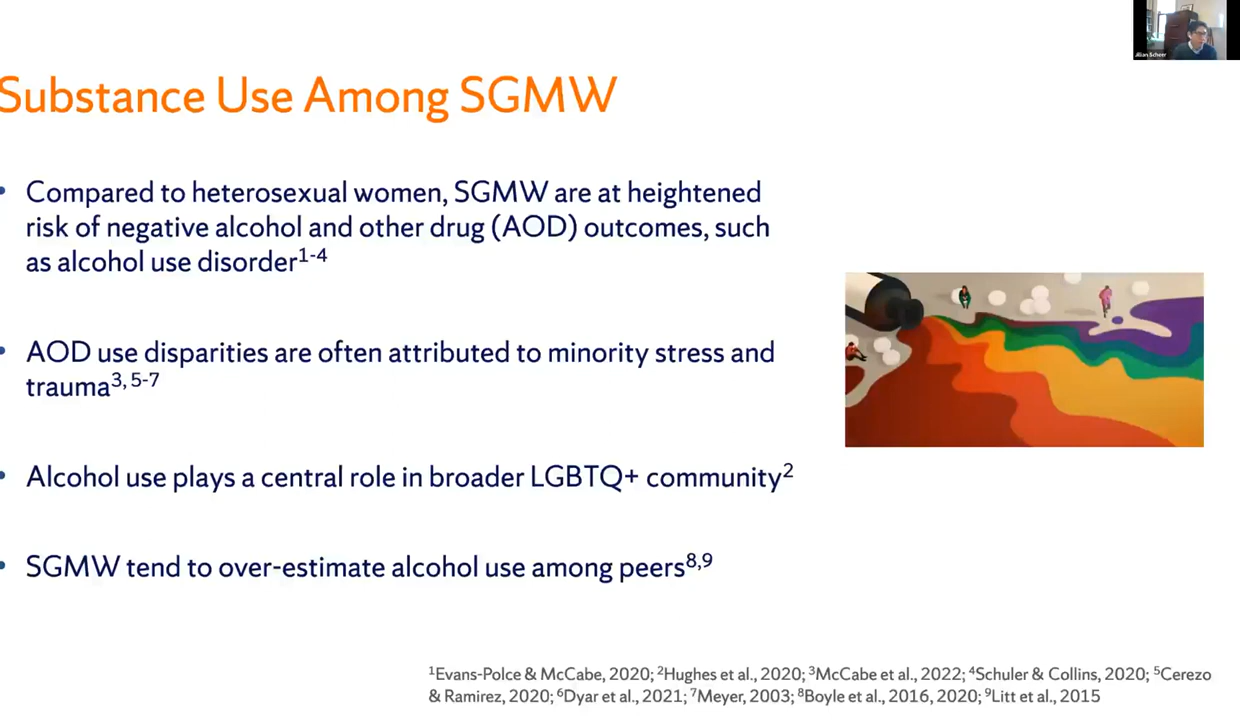 Substance Use Among SGMW
• Compared to heterosexual women, SGMW are at heightened
risk of negative alcohol and other drug (AOD) outcomes, such
as alcohol use disorder1-4
• AOD use disparities are often attributed to minority stress and
trauma3, 5-7
• Alcohol use plays a central role in broader LGBTQ+ community2
• SGMW tend to over-estimate alcohol use among peers8,9
1Evans-Polce & McCabe, 2020; 2Hughes et al., 2020; 3McCabe et al., 2022; 4Schuler & Collins, 2020; 5Cerezo
& Ramirez, 2020; 6Dyar et al., 2021; 7Meyer, 2003; 8Boyle et al., 2016, 2020; 9Litt et al., 2015